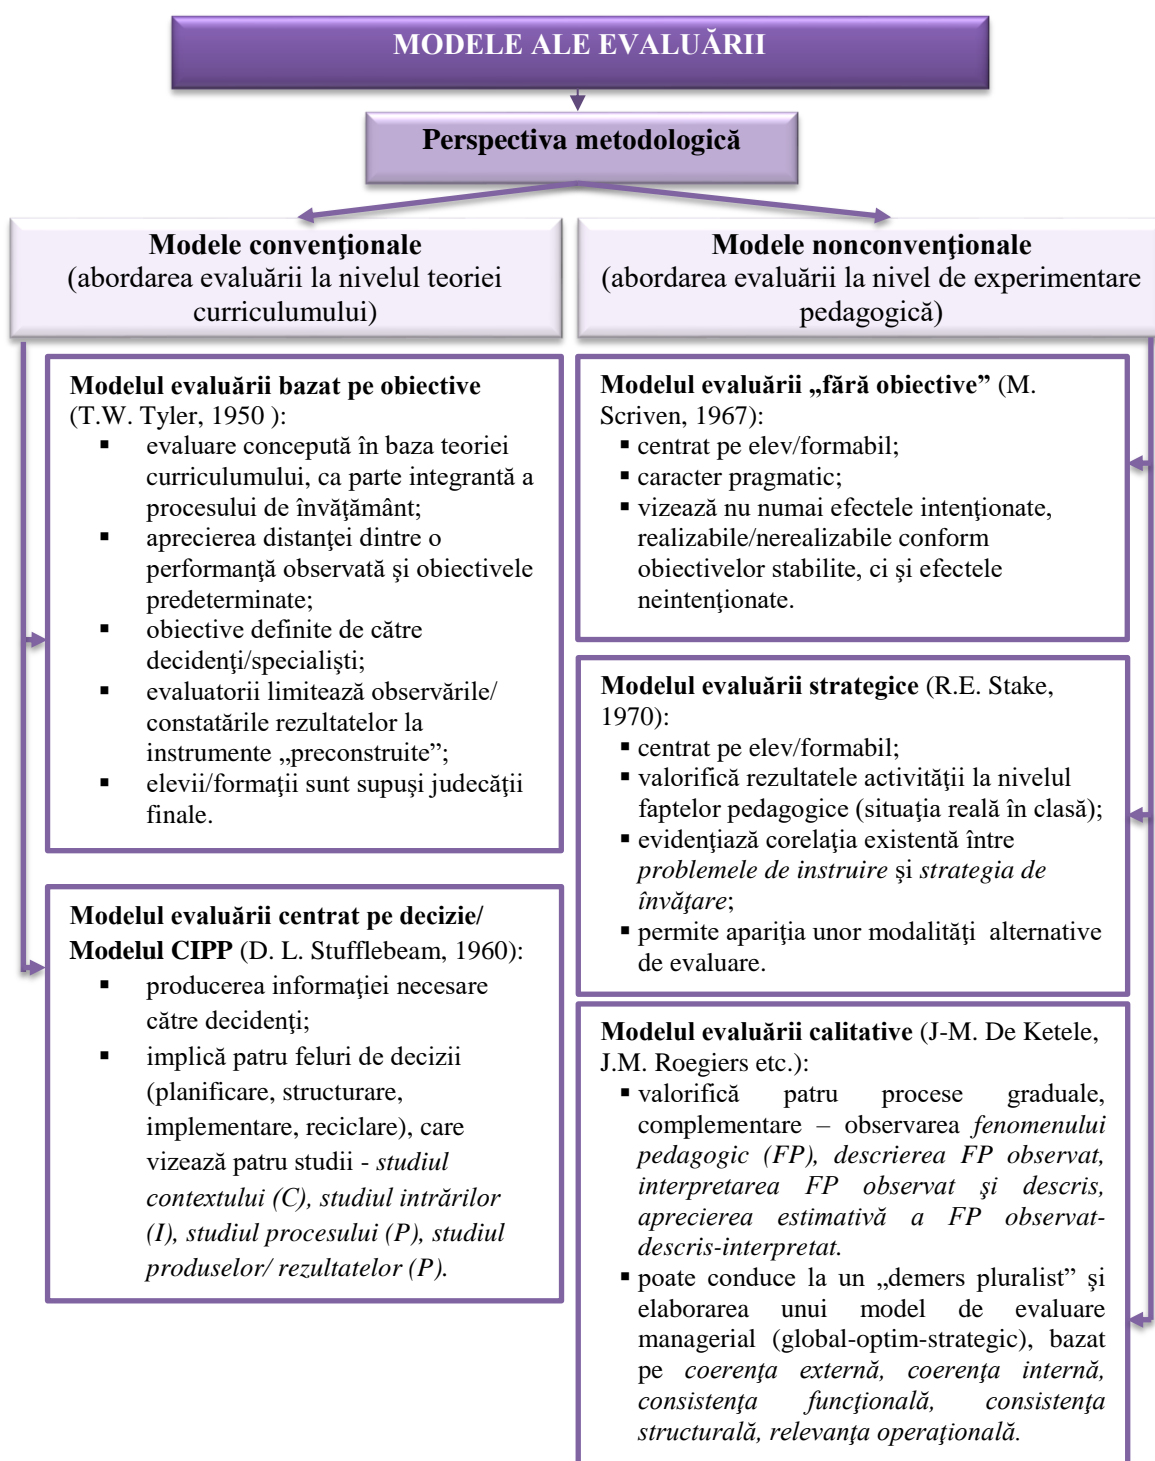 MODELE ALE EVALUĂRII
Perspectiva metodologică
Modele convenţionale
(abordarea evaluării la nivelul teoriei
curriculumului)
Modelul evaluării bazat pe obiective
(T.W. Tyler, 1950 ):
▪ evaluare concepută în baza teoriei
curriculumului, ca parte integrantă a
procesului de învăţământ;
▪ aprecierea distanţei dintre o
performanţă observată şi obiectivele
predeterminate;
▪ obiective definite de către
decidenţi/specialişti;
▪ evaluatorii limitează observările/
constatările rezultatelor la
instrumente „preconstruite”;
▪ elevii/formaţii sunt supuşi judecăţii
finale.
Modelul evaluării centrat pe decizie/
Modelul CIPP (D. L. Stufflebeam, 1960):
▪ producerea informaţiei necesare
către decidenţi;
▪ implică patru feluri de decizii
(planificare, structurare,
implementare, reciclare), care
vizează patru studii - studiul
contextului (C), studiul intrărilor
(I), studiul procesului (P), studiul
produselor/ rezultatelor (P).
Modele nonconvenţionale
(abordarea evaluării la nivel de experimentare
pedagogică)
Modelul evaluării „fără obiective” (M.
Scriven, 1967):
▪ centrat pe elev/formabil;
▪ caracter pragmatic;
▪ vizează nu numai efectele intenţionate,
realizabile/nerealizabile conform
obiectivelor stabilite, ci şi efectele
neintenţionate.
Modelul evaluării strategice (R.E. Stake,
1970):
▪ centrat pe elev/formabil;
▪ valorifică rezultatele activităţii la nivelul
faptelor pedagogice (situaţia reală în clasă);
▪ evidenţiază corelaţia existentă între
problemele de instruire şi strategia de
învăţare;
▪ permite apariţia unor modalităţi alternative
de evaluare.
Modelul evaluării calitative (J-M. De Ketele,
J.M. Roegiers etc.):
▪ valorifică patru procese graduale,
complementare – observarea fenomenului
pedagogic (FP), descrierea FP observat,
interpretarea FP observat şi descris,
aprecierea estimativă a FP observat-
descris-interpretat.
▪ poate conduce la un „demers pluralist” şi
elaborarea unui model de evaluare
managerial (global-optim-strategic), bazat
pe coerenţa externă, coerenţa internă,
consistenţa funcţională, consistenţa
structurală, relevanţa operaţională.